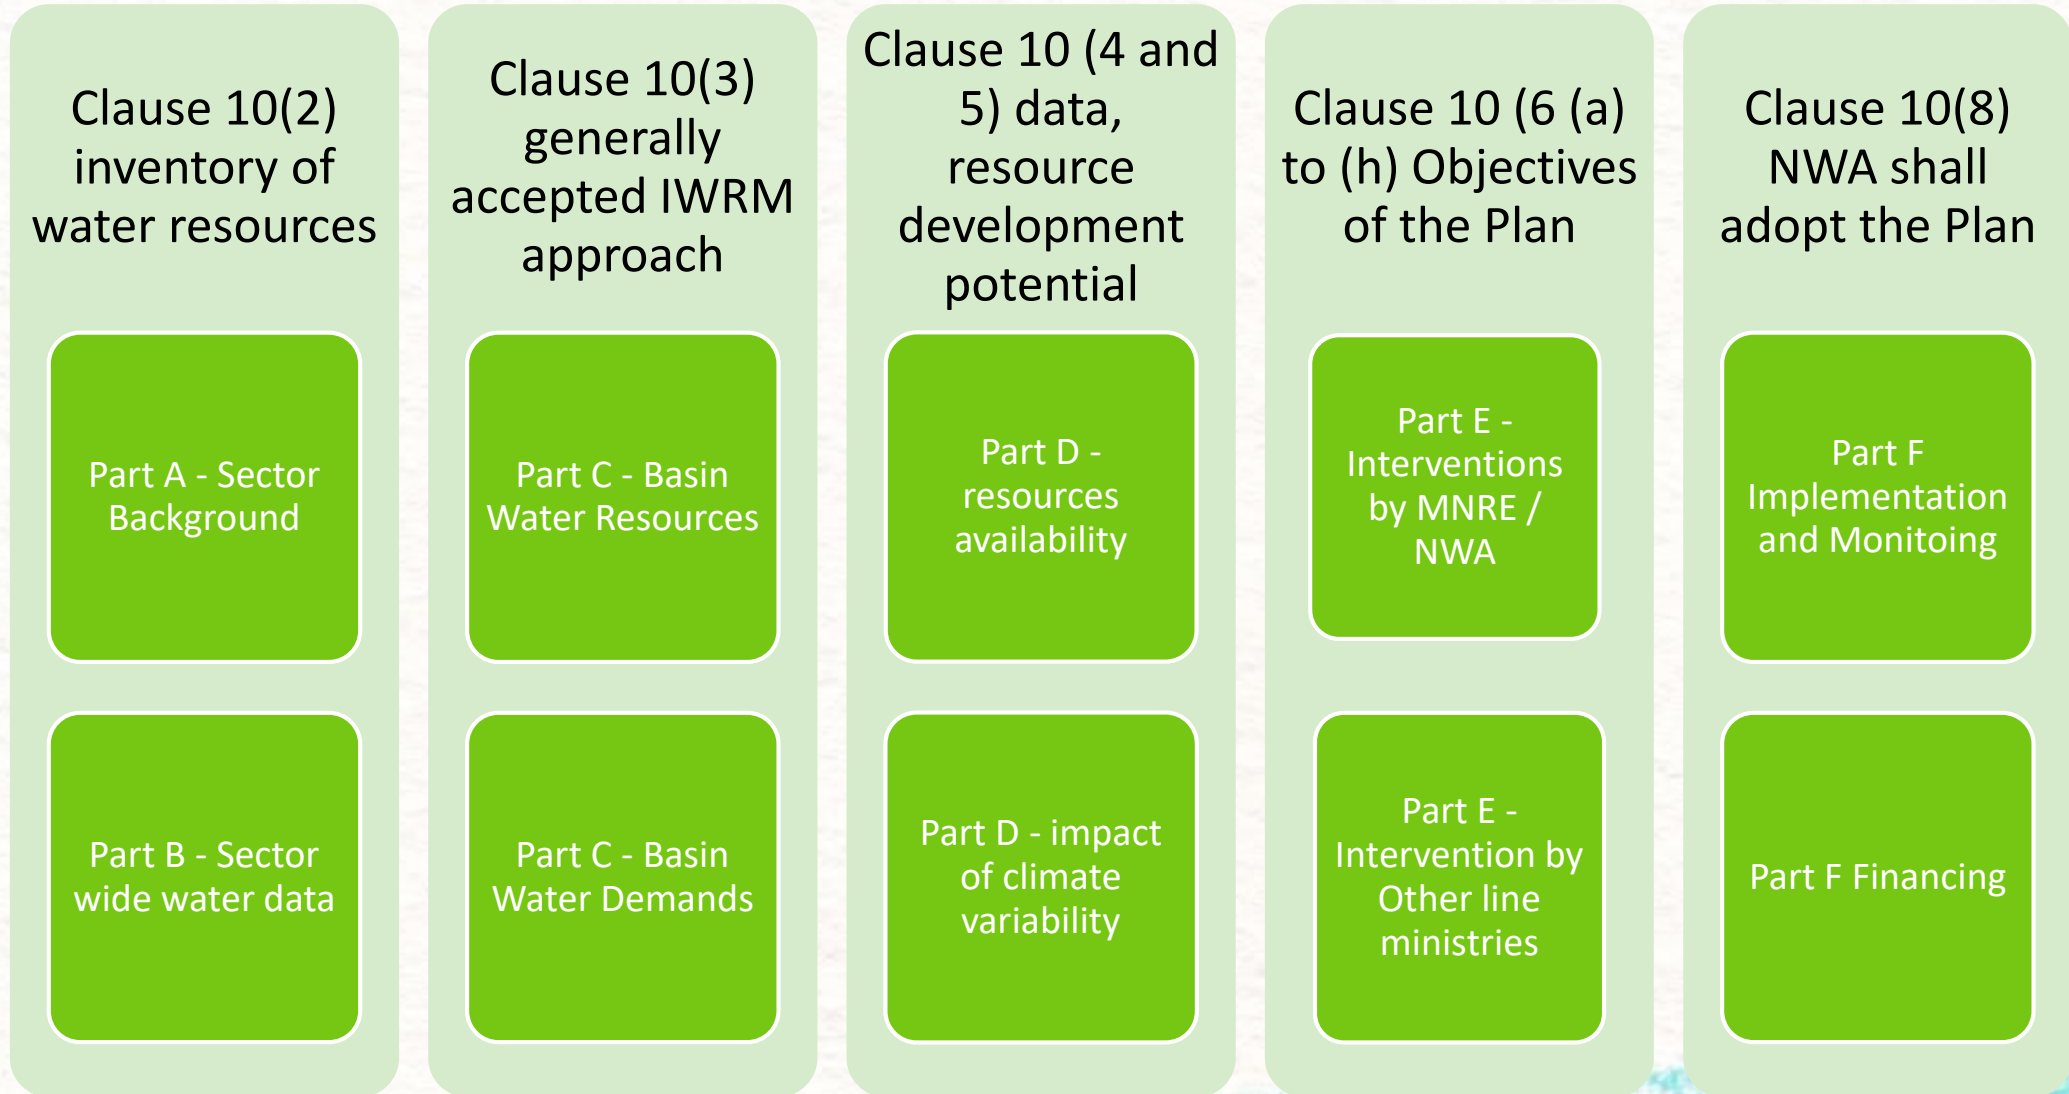 Clause 10(2)
inventory of
water resources
Part A - Sector
Background
Part B - Sector
wide water data
Clause 10(3)
generally
accepted IWRM
approach
Part C - Basin
Water Resources
Part C - Basin
Water Demands
Clause 10 (4 and
5) data,
resource
development
potential
Part D -
resources
availability
Part D - impact
of climate
variability
Clause 10 (6 (a)
to (h) Objectives
of the Plan
Part E -
Interventions
by MNRE /
NWA
Part E -
Intervention by
Other line
ministries
Clause 10(8)
NWA shall
adopt the Plan
Part F
Implementation
and Monitoing
Part F Financing